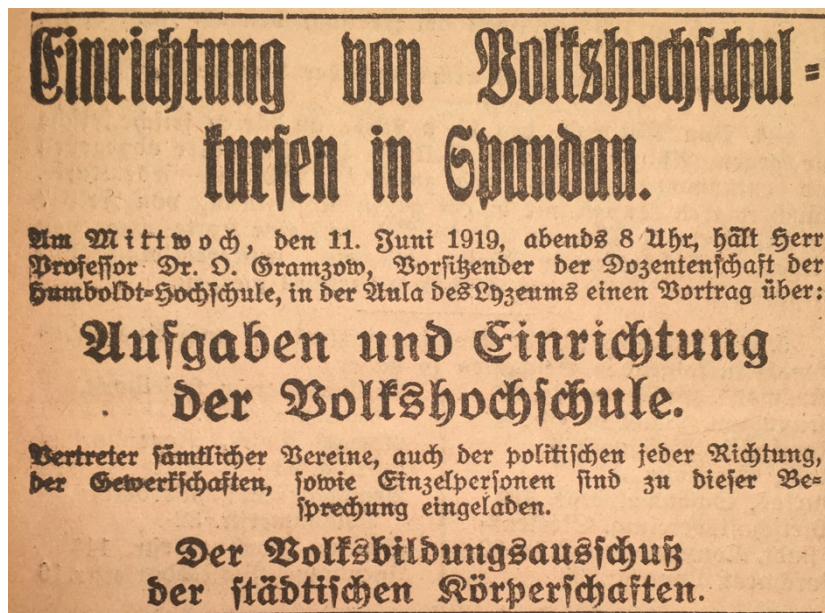 Einrichtung von Volkshochschul-
kursen in Spandau.
Am Mittwoch, den 11. Juni 1919, abends 8 Uhr, hält Herr
Professor Dr. O. Gramzow, Vorsitzender der Dozentenschaft der
Humboldt-Hochschule, in der Aula des Lyzeums einen Vortrag über:
Aufgaben und Einrichtung
der Volkshochschule.
Vertreter sämtlicher Vereine, auch der politischen jeder Richtung,
der Gewerkschaften, sowie Einzelpersonen sind zu dieser Be-
sprechung eingeladen.
Der Volksbildungsausschuß
der städtischen Körperschaften.